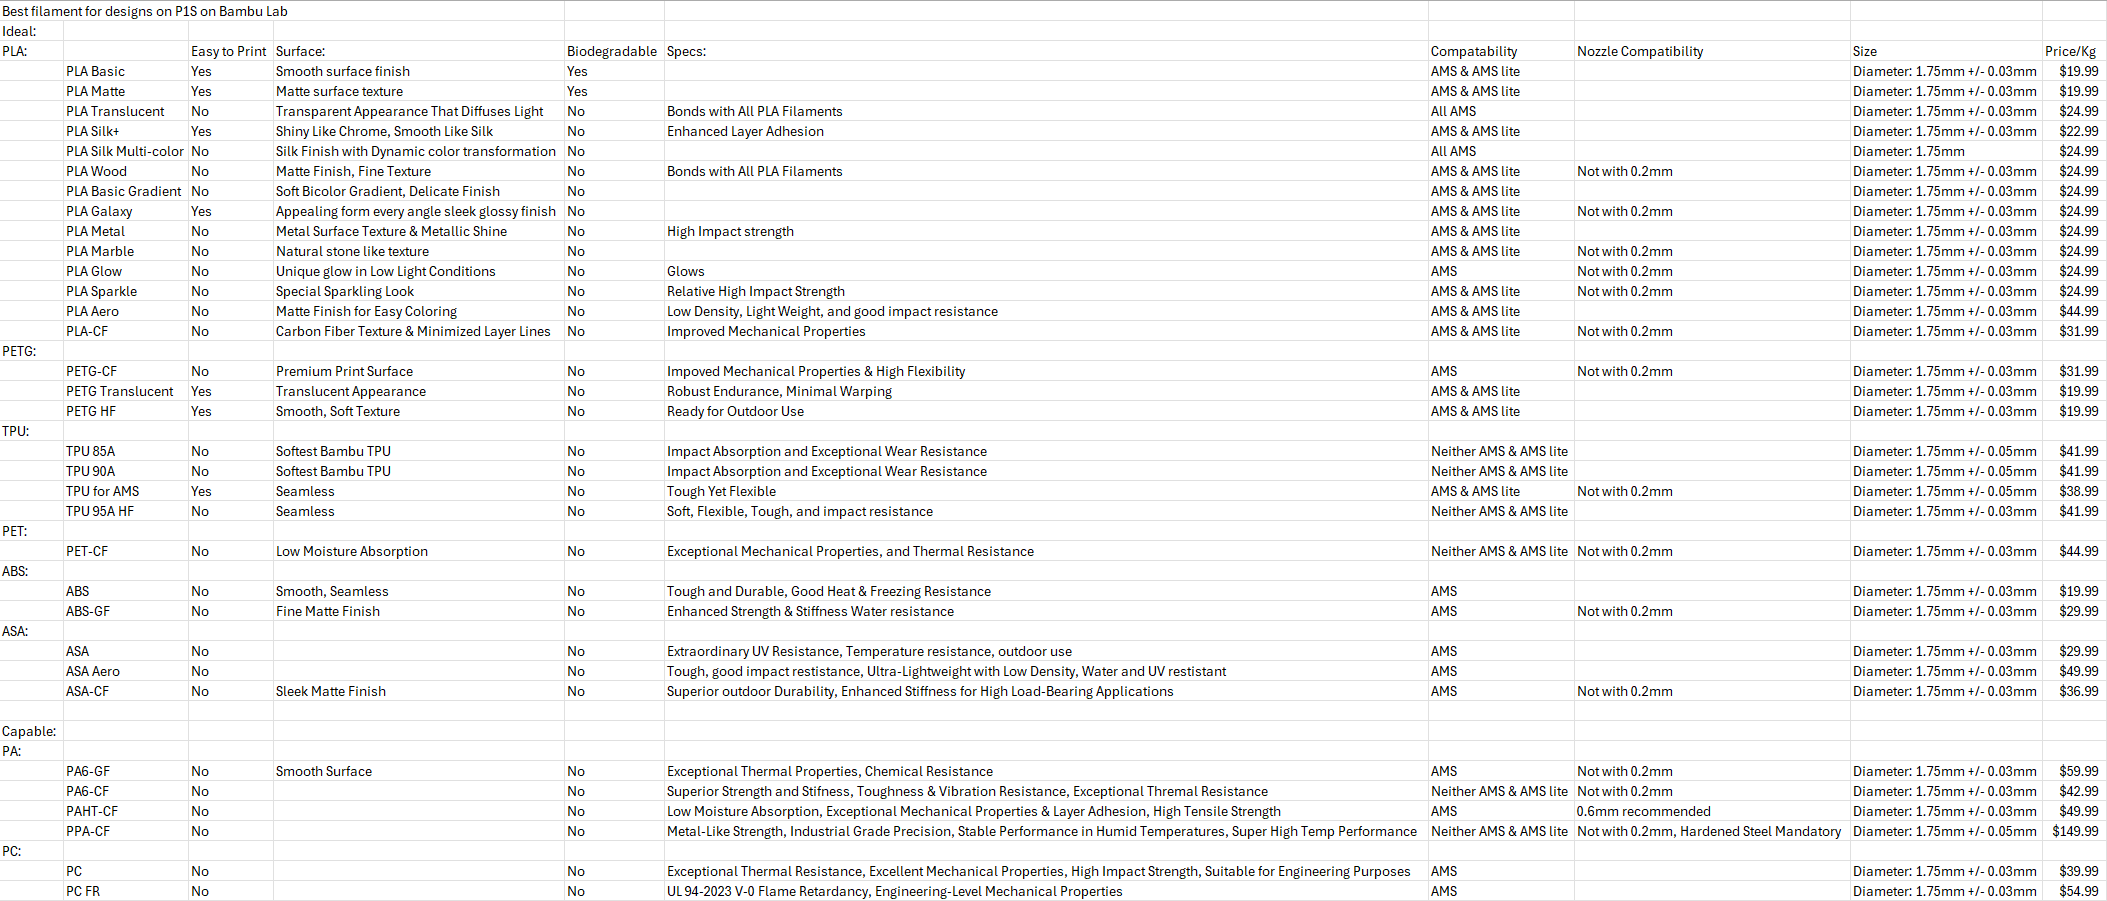 Best filament for designs on P1S on Bambu Lab
Ideal:
PLA: Easy to Print Surface: Biodegradable Specs: Compatability Nozzle Compatibility Size Price/Kg
PLA Basic Yes Smooth surface finish Yes AMS & AMS lite Diameter: 1.75mm +/- 0.03mm $19.99
PLA Matte Yes Matte surface texture Yes AMS & AMS lite Diameter: 1.75mm +/- 0.03mm $19.99
PLA Translucent No Transparent Appearance That Diffuses Light No Bonds with All PLA Filaments All AMS Diameter: 1.75mm +/- 0.03mm $24.99
PLA Silk+ Yes Shiny Like Chrome, Smooth Like Silk No Enhanced Layer Adhesion AMS & AMS lite Diameter: 1.75mm +/- 0.03mm $22.99
PLA Silk Multi-color No Silk Finish with Dynamic color transformation No All AMS Diameter: 1.75mm $24.99
PLA Wood No Matte Finish, Fine Texture No Bonds with All PLA Filaments AMS & AMS lite Not with 0.2mm Diameter: 1.75mm +/- 0.03mm $24.99
PLA Basic Gradient No Soft Bicolor Gradient, Delicate Finish No AMS & AMS lite Diameter: 1.75mm +/- 0.03mm $24.99
PLA Galaxy Yes Appealing form every angle sleek glossy finish No AMS & AMS lite Not with 0.2mm Diameter: 1.75mm +/- 0.03mm $24.99
PLA Metal No Metal Surface Texture & Metallic Shine No High Impact strength AMS & AMS lite Diameter: 1.75mm +/- 0.03mm $24.99
PLA Marble No Natural stone like texture No AMS & AMS lite Not with 0.2mm Diameter: 1.75mm +/- 0.03mm $24.99
PLA Glow No Unique glow in Low Light Conditions No Glows AMS Not with 0.2mm Diameter: 1.75mm +/- 0.03mm $24.99
PLA Sparkle No Special Sparkling Look No Relative High Impact Strength AMS & AMS lite Not with 0.2mm Diameter: 1.75mm +/- 0.03mm $24.99
PLA Aero No Matte Finish for Easy Coloring No Low Density, Light Weight, and good impact resistance AMS & AMS lite Diameter: 1.75mm +/- 0.03mm $44.99
PLA-CF No Carbon Fiber Texture & Minimized Layer Lines No Improved Mechanical Properties AMS & AMS lite Not with 0.2mm Diameter: 1.75mm +/- 0.03mm $31.99
PETG:
PETG-CF No Premium Print Surface No Impoved Mechanical Properties & High Flexibility AMS Not with 0.2mm Diameter: 1.75mm +/- 0.03mm $31.99
PETG Translucent Yes Translucent Appearance No Robust Endurance, Minimal Warping AMS & AMS lite Diameter: 1.75mm +/- 0.03mm $19.99
PETG HF Yes Smooth, Soft Texture No Ready for Outdoor Use AMS & AMS lite Diameter: 1.75mm +/- 0.03mm $19.99
TPU:
TPU 85A No Softest Bambu TPU No Impact Absorption and Exceptional Wear Resistance Neither AMS & AMS lite Diameter: 1.75mm +/- 0.05mm $41.99
TPU 90A No Softest Bambu TPU No Impact Absorption and Exceptional Wear Resistance Neither AMS & AMS lite Diameter: 1.75mm +/- 0.05mm $41.99
TPU for AMS Yes Seamless No Tough Yet Flexible AMS & AMS lite Not with 0.2mm Diameter: 1.75mm +/- 0.05mm $38.99
TPU 95A HF No Seamless No Soft, Flexible, Tough, and impact resistance Neither AMS & AMS lite Diameter: 1.75mm +/- 0.03mm $41.99
PET:
PET-CF No Low Moisture Absorption No Exceptional Mechanical Properties, and Thermal Resistance Neither AMS & AMS lite Not with 0.2mm Diameter: 1.75mm +/- 0.03mm $44.99
ABS:
ABS No Smooth, Seamless No Tough and Durable, Good Heat & Freezing Resistance AMS Diameter: 1.75mm +/- 0.03mm $19.99
ABS-GF No Fine Matte Finish No Enhanced Strength & Stiffness Water resistance AMS Not with 0.2mm Diameter: 1.75mm +/- 0.03mm $29.99
ASA:
ASA No No Extraordinary UV Resistance, Temperature resistance, outdoor use AMS Diameter: 1.75mm +/- 0.03mm $29.99
ASA Aero No No Tough, good impact restistance, Ultra-Lightweight with Low Density, Water and UV restistant AMS Diameter: 1.75mm +/- 0.03mm $49.99
ASA-CF No Sleek Matte Finish No Superior outdoor Durability, Enhanced Stiffness for High Load-Bearing Applications AMS Not with 0.2mm Diameter: 1.75mm +/- 0.03mm $36.99
Capable:
PA:
PA6-GF No Smooth Surface No Exceptional Thermal Properties, Chemical Resistance AMS Not with 0.2mm Diameter: 1.75mm +/- 0.03mm $59.99
PA6-CF No No Superior Strength and Stifness, Toughness & Vibration Resistance, Exceptional Thremal Resistance Neither AMS & AMS lite Not with 0.2mm Diameter: 1.75mm +/- 0.03mm $42.99
PAHT-CF No No Low Moisture Absorption, Exceptional Mechanical Properties & Layer Adhesion, High Tensile Strength AMS 0.6mm recommended Diameter: 1.75mm +/- 0.03mm $49.99
PPA-CF No No Metal-Like Strength, Industrial Grade Precision, Stable Performance in Humid Temperatures, Super High Temp Performance Neither AMS & AMS lite Not with 0.2mm, Hardened Steel Mandatory Diameter: 1.75mm +/- 0.05mm $149.99
PC:
PC No No Exceptional Thermal Resistance, Excellent Mechanical Properties, High Impact Strength, Suitable for Engineering Purposes AMS Diameter: 1.75mm +/- 0.03mm $39.99
PC FR No No UL 94-2023 V-0 Flame Retardancy, Engineering-Level Mechanical Properties AMS Diameter: 1.75mm +/- 0.03mm $54.99